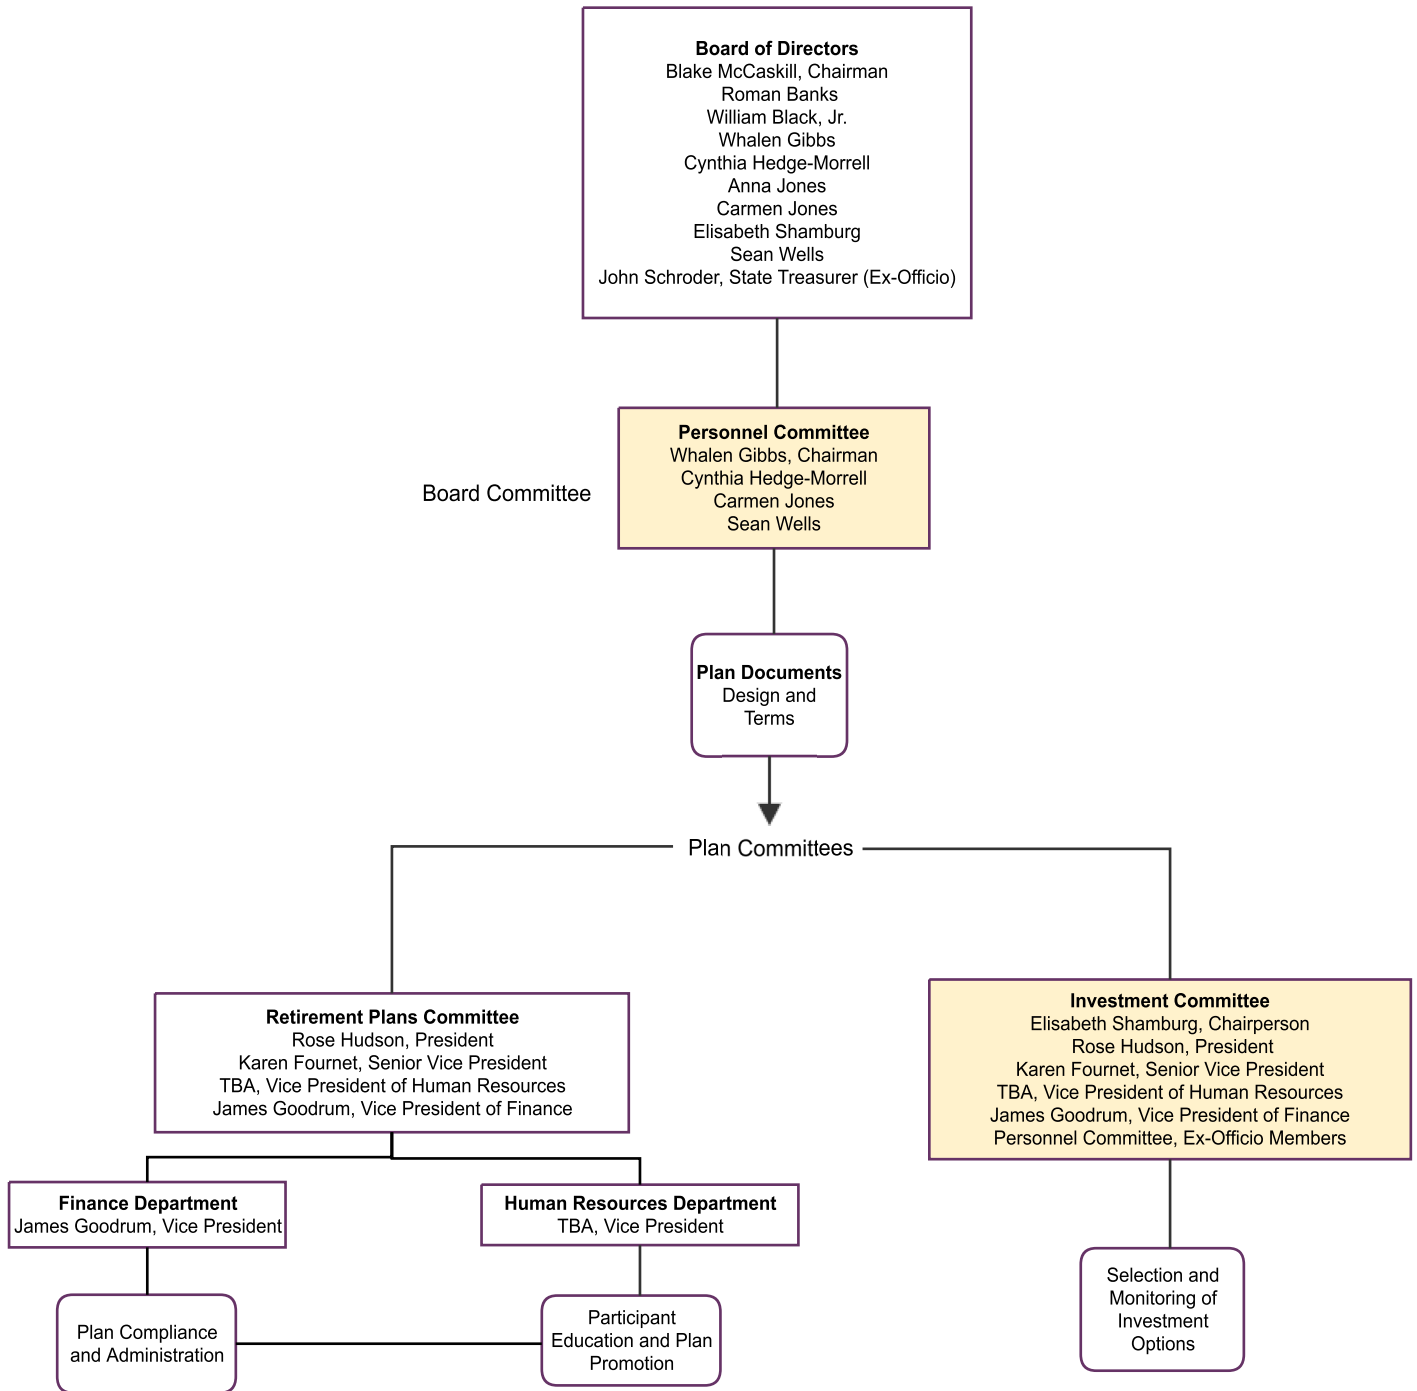 Board of Directors
Blake McCaskill, Chairman
Roman Banks
William Black, Jr.
Whalen Gibbs
Cynthia Hedge-Morrell
Anna Jones
Carmen Jones
Elisabeth Shamburg
Sean Wells
John Schroder, State Treasurer (Ex-Officio)
Board Committee
Personnel Committee
Whalen Gibbs, Chairman
Cynthia Hedge-Morrell
Carmen Jones
Sean Wells
Plan Documents
Design and
Terms
Plan Committees
Retirement Plans Committee
Rose Hudson, President
Karen Fournet, Senior Vice President
TBA, Vice President of Human Resources
James Goodrum, Vice President of Finance
Investment Committee
Elisabeth Shamburg, Chairperson
Rose Hudson, President
Karen Fournet, Senior Vice President
TBA, Vice President of Human Resources
James Goodrum, Vice President of Finance
Personnel Committee, Ex-Officio Members
Finance Department
James Goodrum, Vice President
Human Resources Department
TBA, Vice President
Plan Compliance
and Administration
Participant
Education and Plan
Promotion
Selection and
Monitoring of
Investment
Options